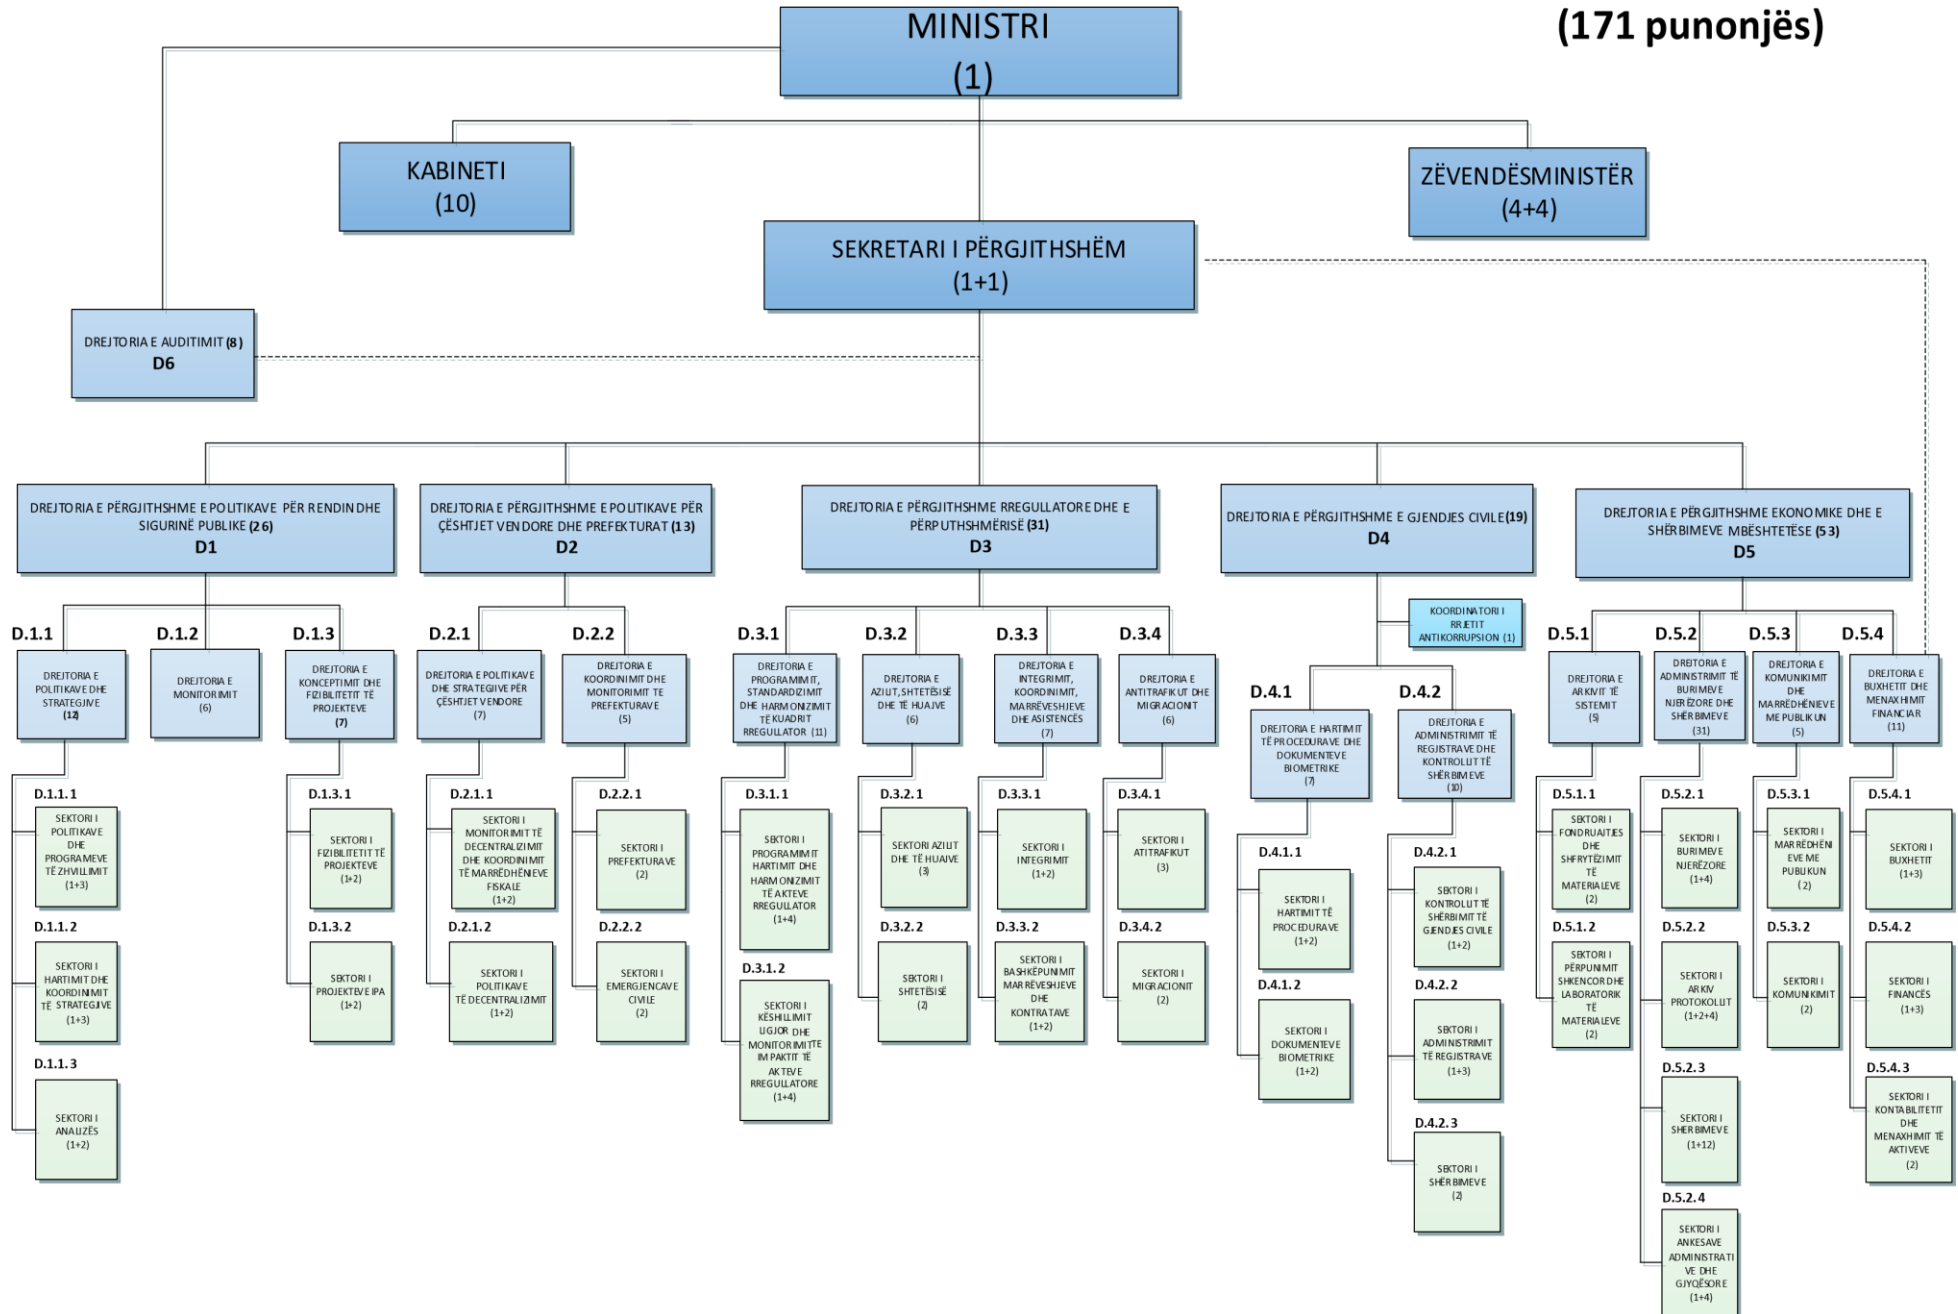 (171 punonjës)
MINISTRI
(1)
KABINETI
(10)
ZËVENDËSMINISTËR
(4+4)
SEKRETARI I PËRGJITHSHËM
(1+1)
DREJTORIA E AUDITIMIT (8)
D6
DREJTORIA E PËRGJITHSHME E POLITIKAVE PËR RENDIN DHE
SIGURINË PUBLIKE (26)
D1
DREJTORIA E PËRGJITHSHME E POLITIKAVE PËR
ÇËSHTJET VENDORE DHE PREFEKTURAT (13)
D2
DREJTORIA E PËRGJITHSHME RREGULLATORE DHE E
PËRPUTHSHMËRISË (31)
D3
DREJTORIA E PËRGJITHSHME E GJENDJES CIVILE (19)
D4
DREJTORIA E PËRGJITHSHME EKONOMIKE DHE E
SHËRBIMEVE MBËSHTETËSE (53)
D5
KOORDINATORI I
RRJETIT
ANTIKORRUPSION (1)
D.1.1
DREJTORIA E
POLITIKAVE DHE
STRATEGJIVE
(12)
D.1.2
DREJTORIA E
MONITORIMIT
(6)
D.1.3
DREJTORIA E
KONCEPTIMIT DHE
FIZIBILITETIT TË
PROJEKTEVE
(7)
D.2.1
DREJTORIA E POLITIKAVE
DHE STRATEGJIVE PËR
ÇËSHTJET VENDORE
(7)
D.2.2
DREJTORIA E
KOORDINIMIT DHE
MONITORIMIT TE
PREFEKTURAVE
(5)
D.3.1
DREJTORIA E
PROGRAMIMIT,
STANDARDIZIMIT
DHE HARMONIZIMIT
TË KUADRIT
RREGULLATOR (11)
D.3.2
DREJTORIA E
AZILIT, SHTETËSISË
DHE TË HUAJVE
(6)
D.3.3
DREJTORIA E
INTEGRIMIT,
KOORDINIMIT,
MARRËVESHJEVE
DHE ASISTENCËS
(7)
D.3.4
DREJTORIA E
ANTITRAFIKUT DHE
MIGRACIONIT
(6)
D.4.1
DREJTORIA E HARTIMIT
TË PROCEDURAVE DHE
DOKUMENTEVE
BIOMETRIKE
(7)
D.4.2
DREJTORIA E
ADMINISTRIMIT TË
REGJISTRAVE DHE
KONTROLLIT TË
SHËRBIMEVE
(10)
D.5.1
DREJTORIA E
ARKIVIT TË
SISTEMIT
(5)
D.5.2
DREJTORIA E
ADMINISTRIMIT TË
BURIMEVE
NJERËZORE DHE
SHËRBIMEVE
(31)
D.5.3
DREJTORIA E
KOMUNIKIMIT
DHE
MARRËDHËNIEVE
ME PUBLIKUN
(5)
D.5.4
DREJTORIA E
BUXHETIT DHE
MENAXHIMIT
FINANCIAR
(11)
D.1.1.1
SEKTORI I
POLITIKAVE
DHE
PROGRAMEVE
TË ZHVILLIMIT
(1+3)
D.1.1.2
SEKTORI I
HARTIMIT DHE
KOORDINIMIT
TË STRATEGJIVE
(1+3)
D.1.1.3
SEKTORI I
ANALIZËS
(1+2)
D.1.3.1
SEKTORI I
FIZIBILITETIT TË
PROJEKTEVE
(1+2)
D.1.3.2
SEKTORI I
PROJEKTEVE IPA
(1+2)
D.2.1.1
SEKTORI I
MONITORIMIT TË
DECENTRALIZIMIT
DHE KOORDINIMIT
TË MARRËDHËNIEVE
FISKALE
(1+2)
D.2.1.2
SEKTORI I
POLITIKAVE
TË DECENTRALIZIMIT
(1+2)
D.2.2.1
SEKTORI I
PREFEKTURAVE
(2)
D.2.2.2
SEKTORI I
EMERGJENCAVE
CIVILE
(2)
D.3.1.1
SEKTORI I
PROGRAMIMIT
HARTIMIT DHE
HARMONIZIMIT
TË AKTEVE
RREGULLATOR
(1+4)
D.3.1.2
SEKTORI I
KËSHILLIMIT
LIGJOR DHE
MONITORIMIT TE
IMPAKTIT TË
AKTEVE
RREGULLATORE
(1+4)
D.3.2.1
SEKTORI AZILIT
DHE TË HUAJVE
(3)
D.3.2.2
SEKTORI I
SHTETËSISË
(2)
D.3.3.1
SEKTORI I
INTEGRIMIT
(1+2)
D.3.3.2
SEKTORI I
BASHKËPUNIMIT
MARRËVESHJEVE
DHE
KONTRATAVE
(1+2)
D.3.4.1
SEKTORI I
ATITRAFIKUT
(3)
D.3.4.2
SEKTORI I
MIGRACIONIT
(2)
D.4.1.1
SEKTORI I
HARTIMIT TË
PROCEDURAVE
(1+2)
D.4.1.2
SEKTORI I
DOKUMENTEVE
BIOMETRIKE
(1+2)
D.4.2.1
SEKTORI I
KONTROLLIT TË
SHËRBIMIT TË
GJENDJES CIVILE
(1+2)
D.4.2.2
SEKTORI I
ADMINISTRIMIT
TË REGJISTRAVE
(1+3)
D.4.2.3
SEKTORI I
SHËRBIMEVE
(2)
D.5.1.1
SEKTORI I
FONDRUAJTJES
DHE
SHFRYTËZIMIT
TË
MATERIALEVE
(2)
D.5.1.2
SEKTORI I
PËRPUNIMIT
SHKENCOR DHE
LABORATORIK
TË
MATERIALEVE
(2)
D.5.2.1
SEKTORI I
BURIMEVE
NJERËZORE
(1+4)
D.5.2.2
SEKTORI I
ARKIV
PROTOKOLLIT
(1+2+4)
D.5.2.3
SEKTORI I
SHERBIMEVE
(1+12)
D.5.2.4
SEKTORI I
ANKESAVE
ADMINISTRATI
VE DHE
GJYQËSORE
(1+4)
D.5.3.1
SEKTORI I
MARRËDHËNI
EVE ME
PUBLIKUN
(2)
D.5.3.2
SEKTORI I
KOMUNIKIMIT
(2)
D.5.4.1
SEKTORI I
BUXHETIT
(1+3)
D.5.4.2
SEKTORI I
FINANCËS
(1+3)
D.5.4.3
SEKTORI I
KONTABILITETIT
DHE
MENAXHIMIT TË
AKTIVEVE
(2)